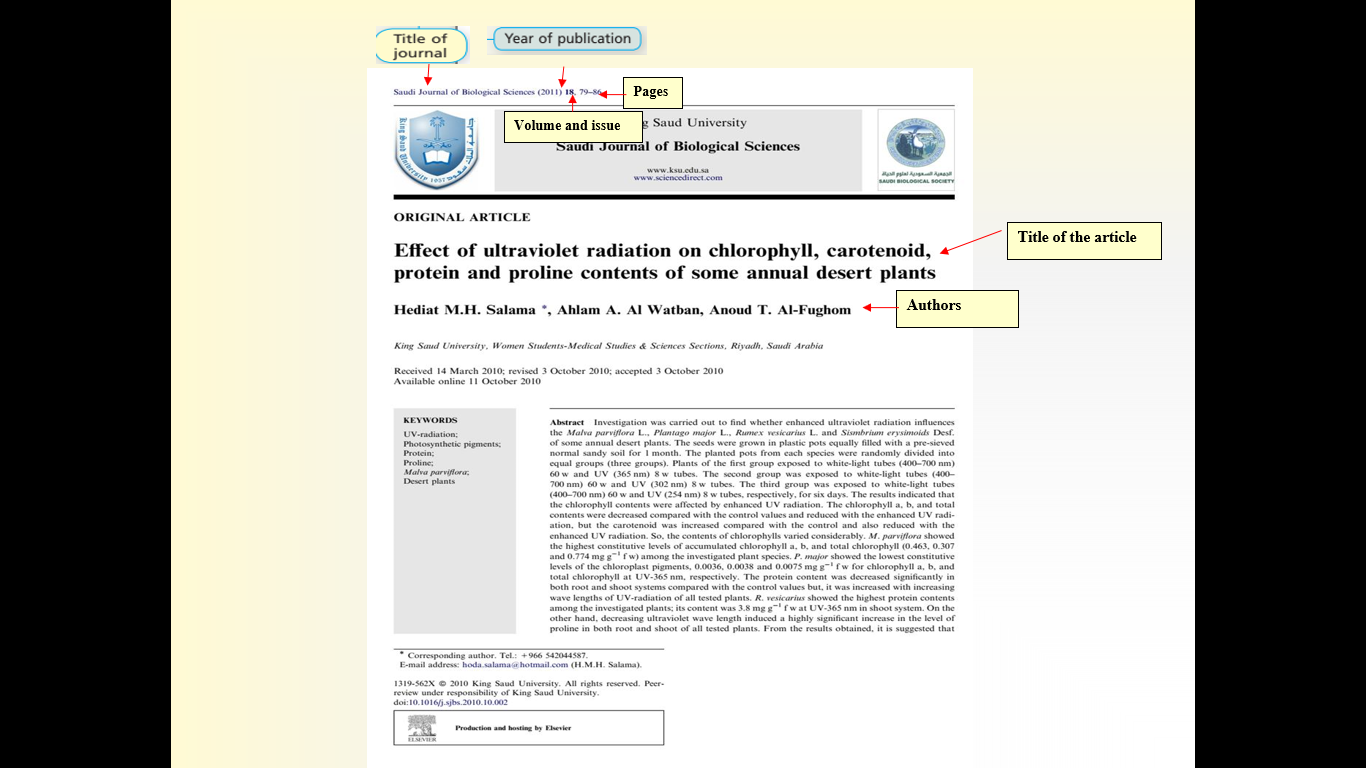 Title of
journal
Year of publication
Saudi Journal of Biological Sciences (2011) 18, 79–86
Pages
Volume and issue
g Saud University
Saudi Journal of Biological Sciences
www.ksu.edu.sa
www.sciencedirect.com
King Saud University 1957
الجمعية السعودية لعلوم الحياة
SAUDI BIOLOGICAL SOCIETY
ORIGINAL ARTICLE
Effect of ultraviolet radiation on chlorophyll, carotenoid,
protein and proline contents of some annual desert plants
Title of the article
Hediat M.H. Salama *, Ahlam A. Al Watban, Anoud T. Al-Fughom
Authors
King Saud University, Women Students-Medical Studies & Sciences Sections, Riyadh, Saudi Arabia
Received 14 March 2010; revised 3 October 2010; accepted 3 October 2010
Available online 11 October 2010
KEYWORDS
UV-radiation;
Photosynthetic pigments;
Protein;
Proline;
Malva parviflora;
Desert plants
Abstract Investigation was carried out to find whether enhanced ultraviolet radiation influences
the Malva parviflora L., Plantago major L., Rumex vesicarius L. and Sismbrium erysimoids Desf.
of some annual desert plants. The seeds were grown in plastic pots equally filled with a pre-sieved
normal sandy soil for 1 month. The planted pots from each species were randomly divided into
equal groups (three groups). Plants of the first group exposed to white-light tubes (400–700 nm)
60 w and UV (365 nm) 8 w tubes. The second group was exposed to white-light tubes (400–
700 nm) 60 w and UV (302 nm) 8 w tubes. The third group was exposed to white-light tubes
(400–700 nm) 60 w and UV (254 nm) 8 w tubes, respectively, for six days. The results indicated that
the chlorophyll contents were affected by enhanced UV radiation. The chlorophyll a, b, and total
contents were decreased compared with the control values and reduced with the enhanced UV radi-
ation, but the carotenoid was increased compared with the control and also reduced with the
enhanced UV radiation. So, the contents of chlorophylls varied considerably. M. parviflora showed
the highest constitutive levels of accumulated chlorophyll a, b, and total chlorophyll (0.463, 0.307
and 0.774 mg g⁻¹ f w) among the investigated plant species. P. major showed the lowest constitutive
levels of the chloroplast pigments, 0.0036, 0.0038 and 0.0075 mg g⁻¹ f w for chlorophyll a, b, and
total chlorophyll at UV-365 nm, respectively. The protein content was decreased significantly in
both root and shoot systems compared with the control values but, it was increased with increasing
wave lengths of UV-radiation of all tested plants. R. vesicarius showed the highest protein contents
among the investigated plants; its content was 3.8 mg g⁻¹ f w at UV-365 nm in shoot system. On the
other hand, decreasing ultraviolet wave length induced a highly significant increase in the level of
proline in both root and shoot of all tested plants. From the results obtained, it is suggested that
* Corresponding author. Tel.: +966 542044587.
E-mail address: hoda.salama@hotmail.com (H.M.H. Salama).
1319-562X © 2010 King Saud University. All rights reserved. Peer-
review under responsibility of King Saud University.
doi:10.1016/j.sjbs.2010.10.002
ELSEVIER
Production and hosting by Elsevier